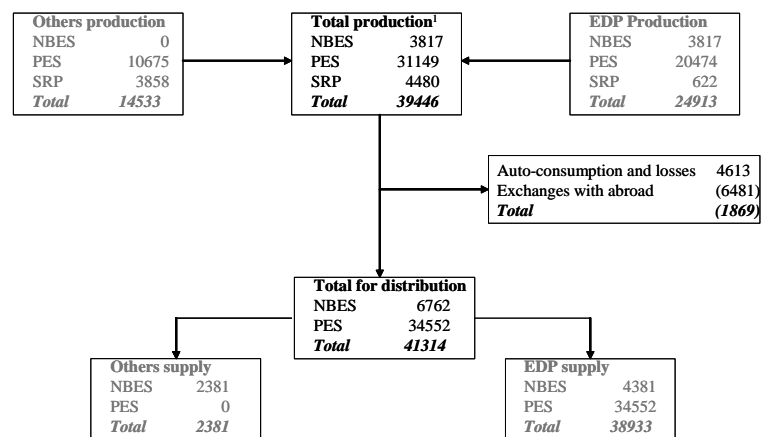 Others production
NBES 0
PES 10675
SRP 3858
Total 14533
Total production¹
NBES 3817
PES 31149
SRP 4480
Total 39446
EDP Production
NBES 3817
PES 20474
SRP 622
Total 24913
Auto-consumption and losses 4613
Exchanges with abroad (6481)
Total (1869)
Total for distribution
NBES 6762
PES 34552
Total 41314
Others supply
NBES 2381
PES 0
Total 2381
EDP supply
NBES 4381
PES 34552
Total 38933